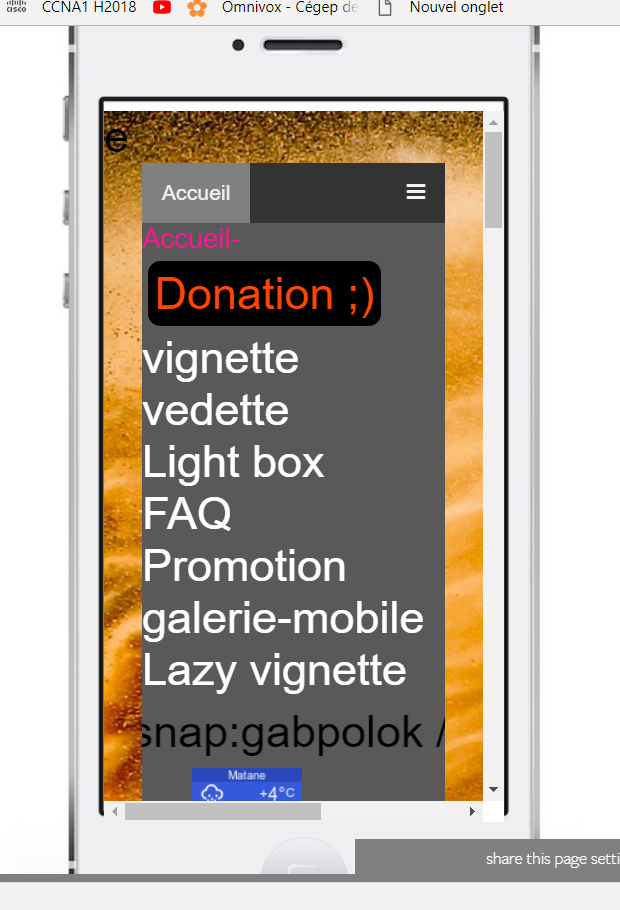 CISCO CCNA1 H2018 Omnivox - Cégep de Nouvel onglet
e
Accueil
Accueil-
Donation ;)
vignette
vedette
Light box
FAQ
Promotion
galerie-mobile
Lazy vignette
snap:gabpolok /
Matane
+4°C
share this page setti